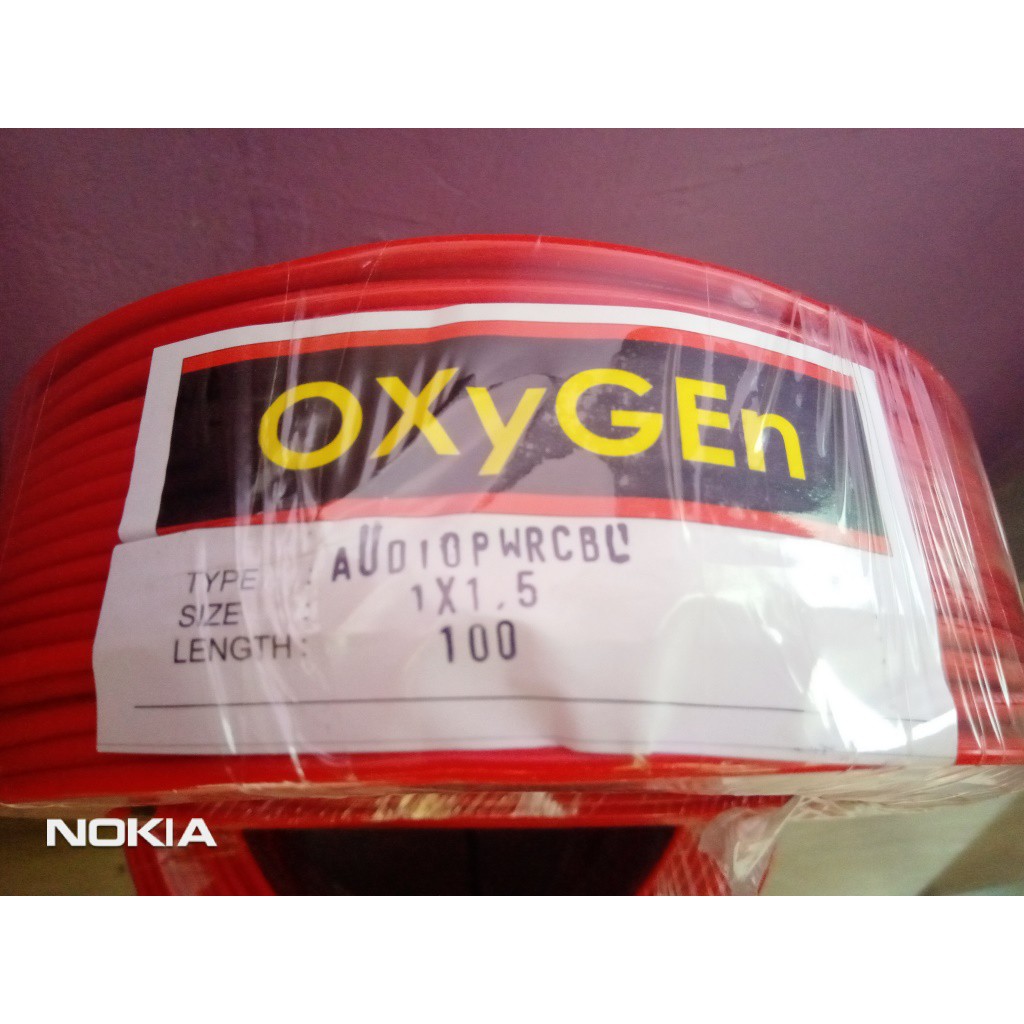 OXyGEn
TYPE : AUDIOPWRCBL
SIZE : 1X1.5
LENGTH : 100
NOKIA